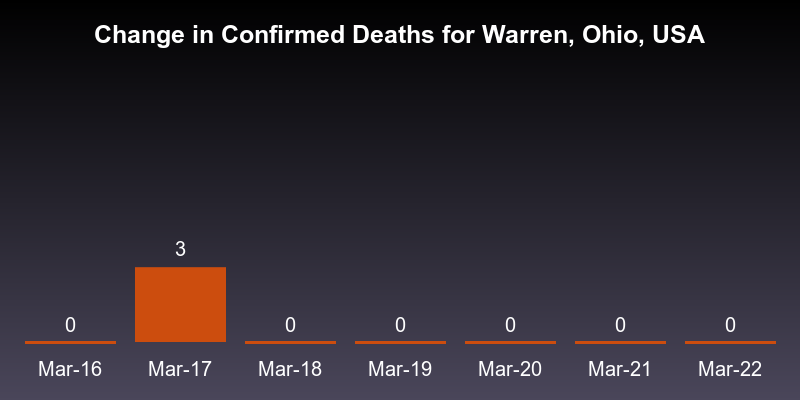 Change in Confirmed Deaths for Warren, Ohio, USA
3
0 0 0 0 0 0
Mar-16 Mar-17 Mar-18 Mar-19 Mar-20 Mar-21 Mar-22